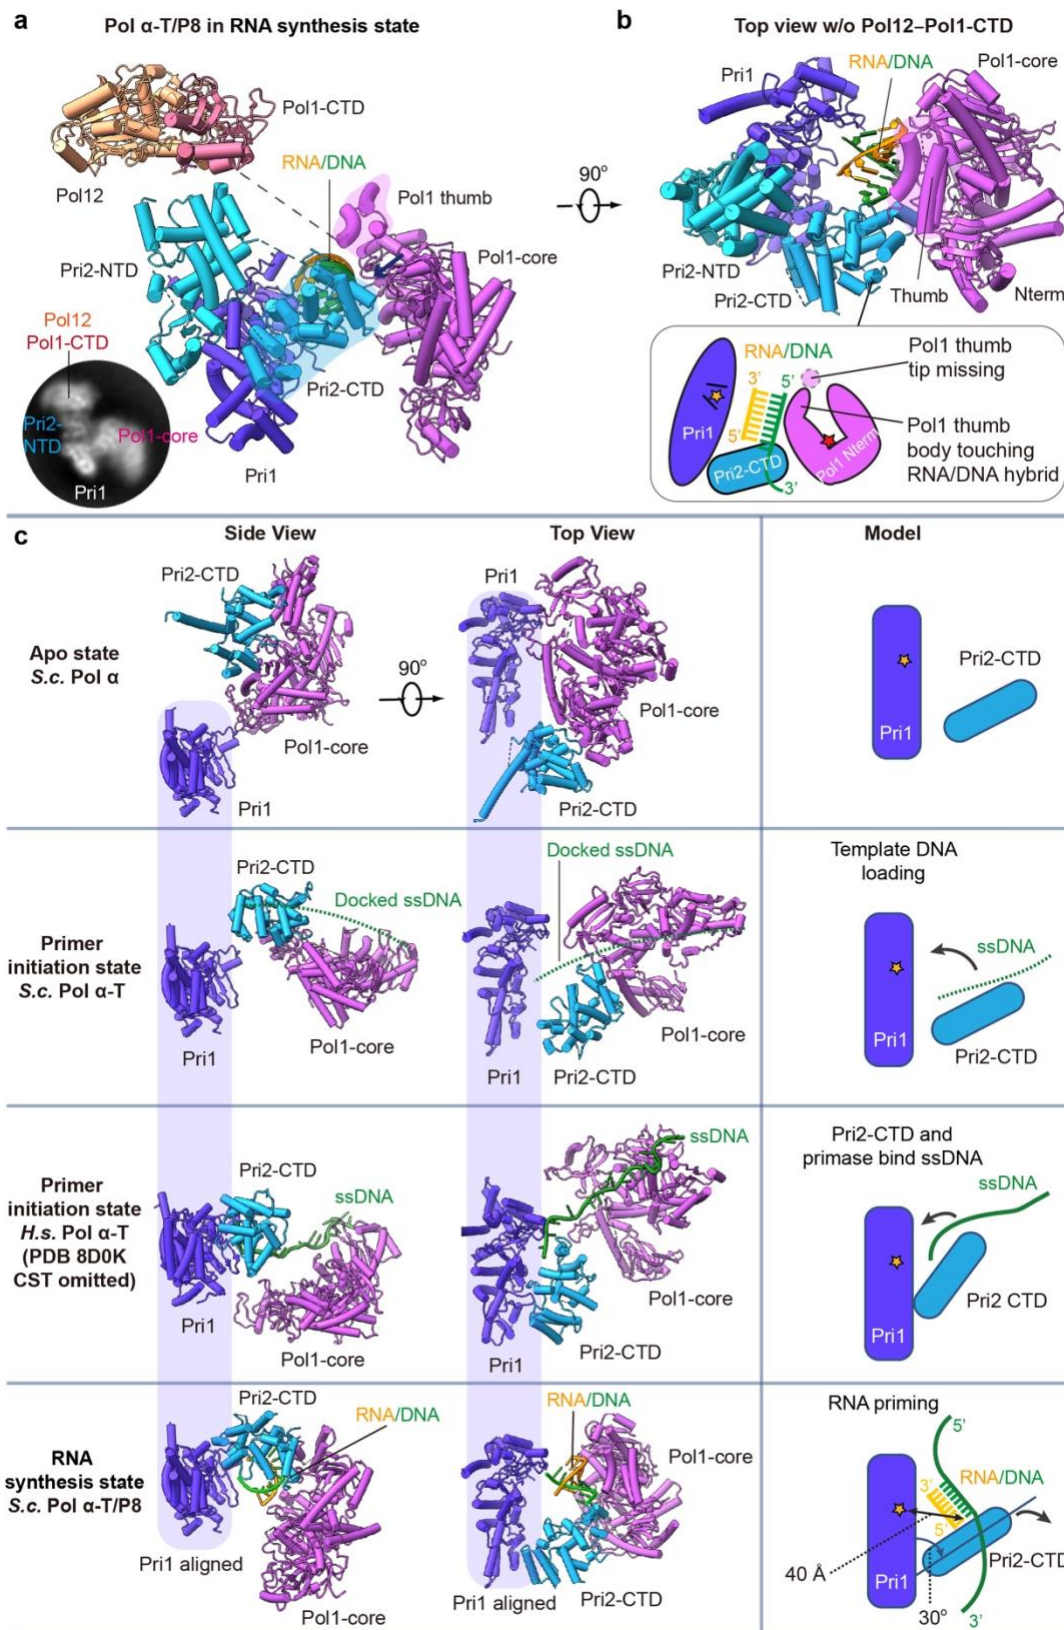 a
Pol α-T/P8 in RNA synthesis state
Pol1-CTD
RNA/DNA
Pol12
Pol1 thumb
Pol1-core
Pri2-NTD
Pol12
Pol1-CTD
Pri2-CTD
Pri2-
NTD
Pol1-core
Pri1
Pri1
90°
b
Top view w/o Pol12–Pol1-CTD
Pri1
RNA/DNA
Pol1-core
Pri2-NTD
Pri2-CTD
Thumb
Nterm
RNA/DNA
3'
5'
Pol1 thumb
tip missing
Pri1
5'
Pri2-CTD
Pol1 Nterm
3'
Pol1 thumb
body touching
RNA/DNA hybrid
c
Side View
Top View
Model
Apo state
S.c. Pol α
Pri2-CTD
Pol1-core
Pri1
90°
Pri1
Pol1-core
Pri2-CTD
Pri2-CTD
Pri1
Primer
initiation state
S.c. Pol α-T
Pri2-CTD
Docked ssDNA
Pri1
Pol1-core
Docked ssDNA
Pol1-core
Pri1
Pri2-CTD
Template DNA
loading
ssDNA
Pri1
Pri2-CTD
Primer
initiation state
H.s. Pol α-T
(PDB 8D0K
CST omitted)
Pri2-CTD
ssDNA
Pri1
Pol1-core
ssDNA
Pol1-core
Pri2-CTD
Pri1
Pri2-CTD and
primase bind ssDNA
ssDNA
Pri2 CTD
Pri1
RNA
synthesis state
S.c. Pol α-T/P8
Pri2-CTD
RNA/DNA
Pri1 aligned
Pol1-core
RNA/DNA
Pol1-core
Pri1 aligned
Pri2-CTD
RNA priming
5'
3'
RNA/DNA
5'
Pri2-CTD
40 Å
Pri1
30°
3'